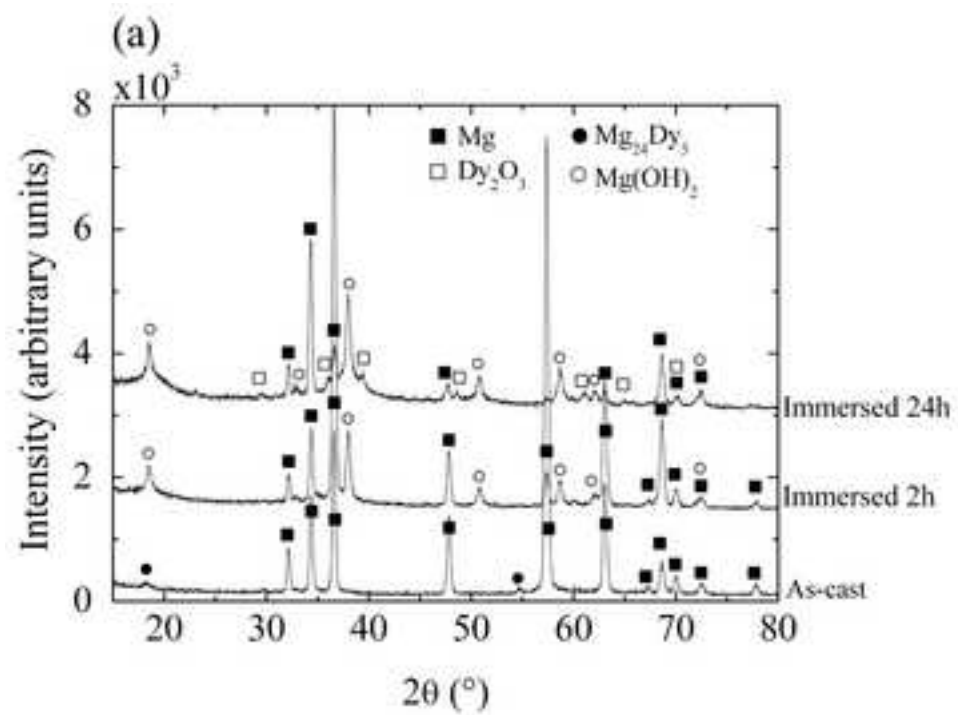 (a)
x10³
8
6
4
2
0
Intensity (arbitrary units)
Mg
Mg₂₄Dy₅
Dy₂O₃
Mg(OH)₂
Immersed 24h
Immersed 2h
As-cast
20 30 40 50 60 70 80
2θ (°)